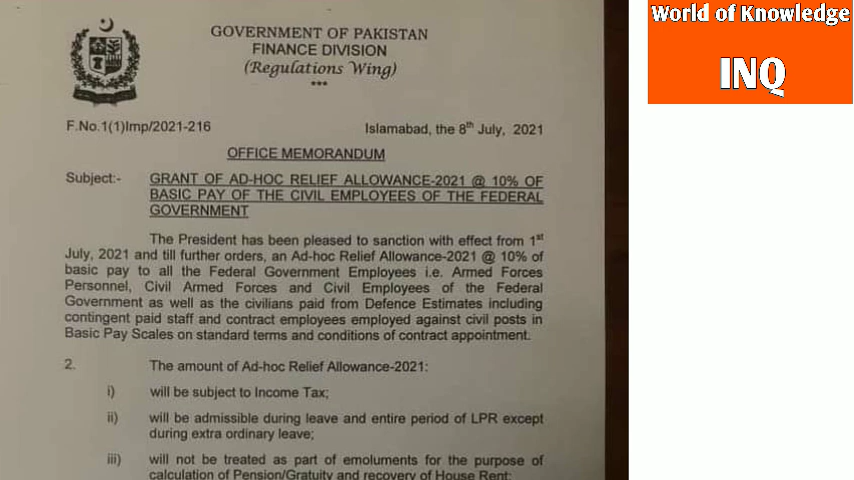 GOVERNMENT OF PAKISTAN
FINANCE DIVISION
(Regulations Wing)
***
F.No.1(1)Imp/2021-216
Islamabad, the 8th July, 2021
OFFICE MEMORANDUM
Subject:- GRANT OF AD-HOC RELIEF ALLOWANCE-2021 @ 10% OF
BASIC PAY OF THE CIVIL EMPLOYEES OF THE FEDERAL
GOVERNMENT
The President has been pleased to sanction with effect from 1st
July, 2021 and till further orders, an Ad-hoc Relief Allowance-2021 @ 10% of
basic pay to all the Federal Government Employees i.e. Armed Forces
Personnel, Civil Armed Forces and Civil Employees of the Federal
Government as well as the civilians paid from Defence Estimates including
contingent paid staff and contract employees employed against civil posts in
Basic Pay Scales on standard terms and conditions of contract appointment.
2. The amount of Ad-hoc Relief Allowance-2021:
i) will be subject to Income Tax;
ii) will be admissible during leave and entire period of LPR except
during extra ordinary leave;
iii) will not be treated as part of emoluments for the purpose of
calculation of Pension/Gratuity and recovery of House Rent;
World of Knowledge
INQ